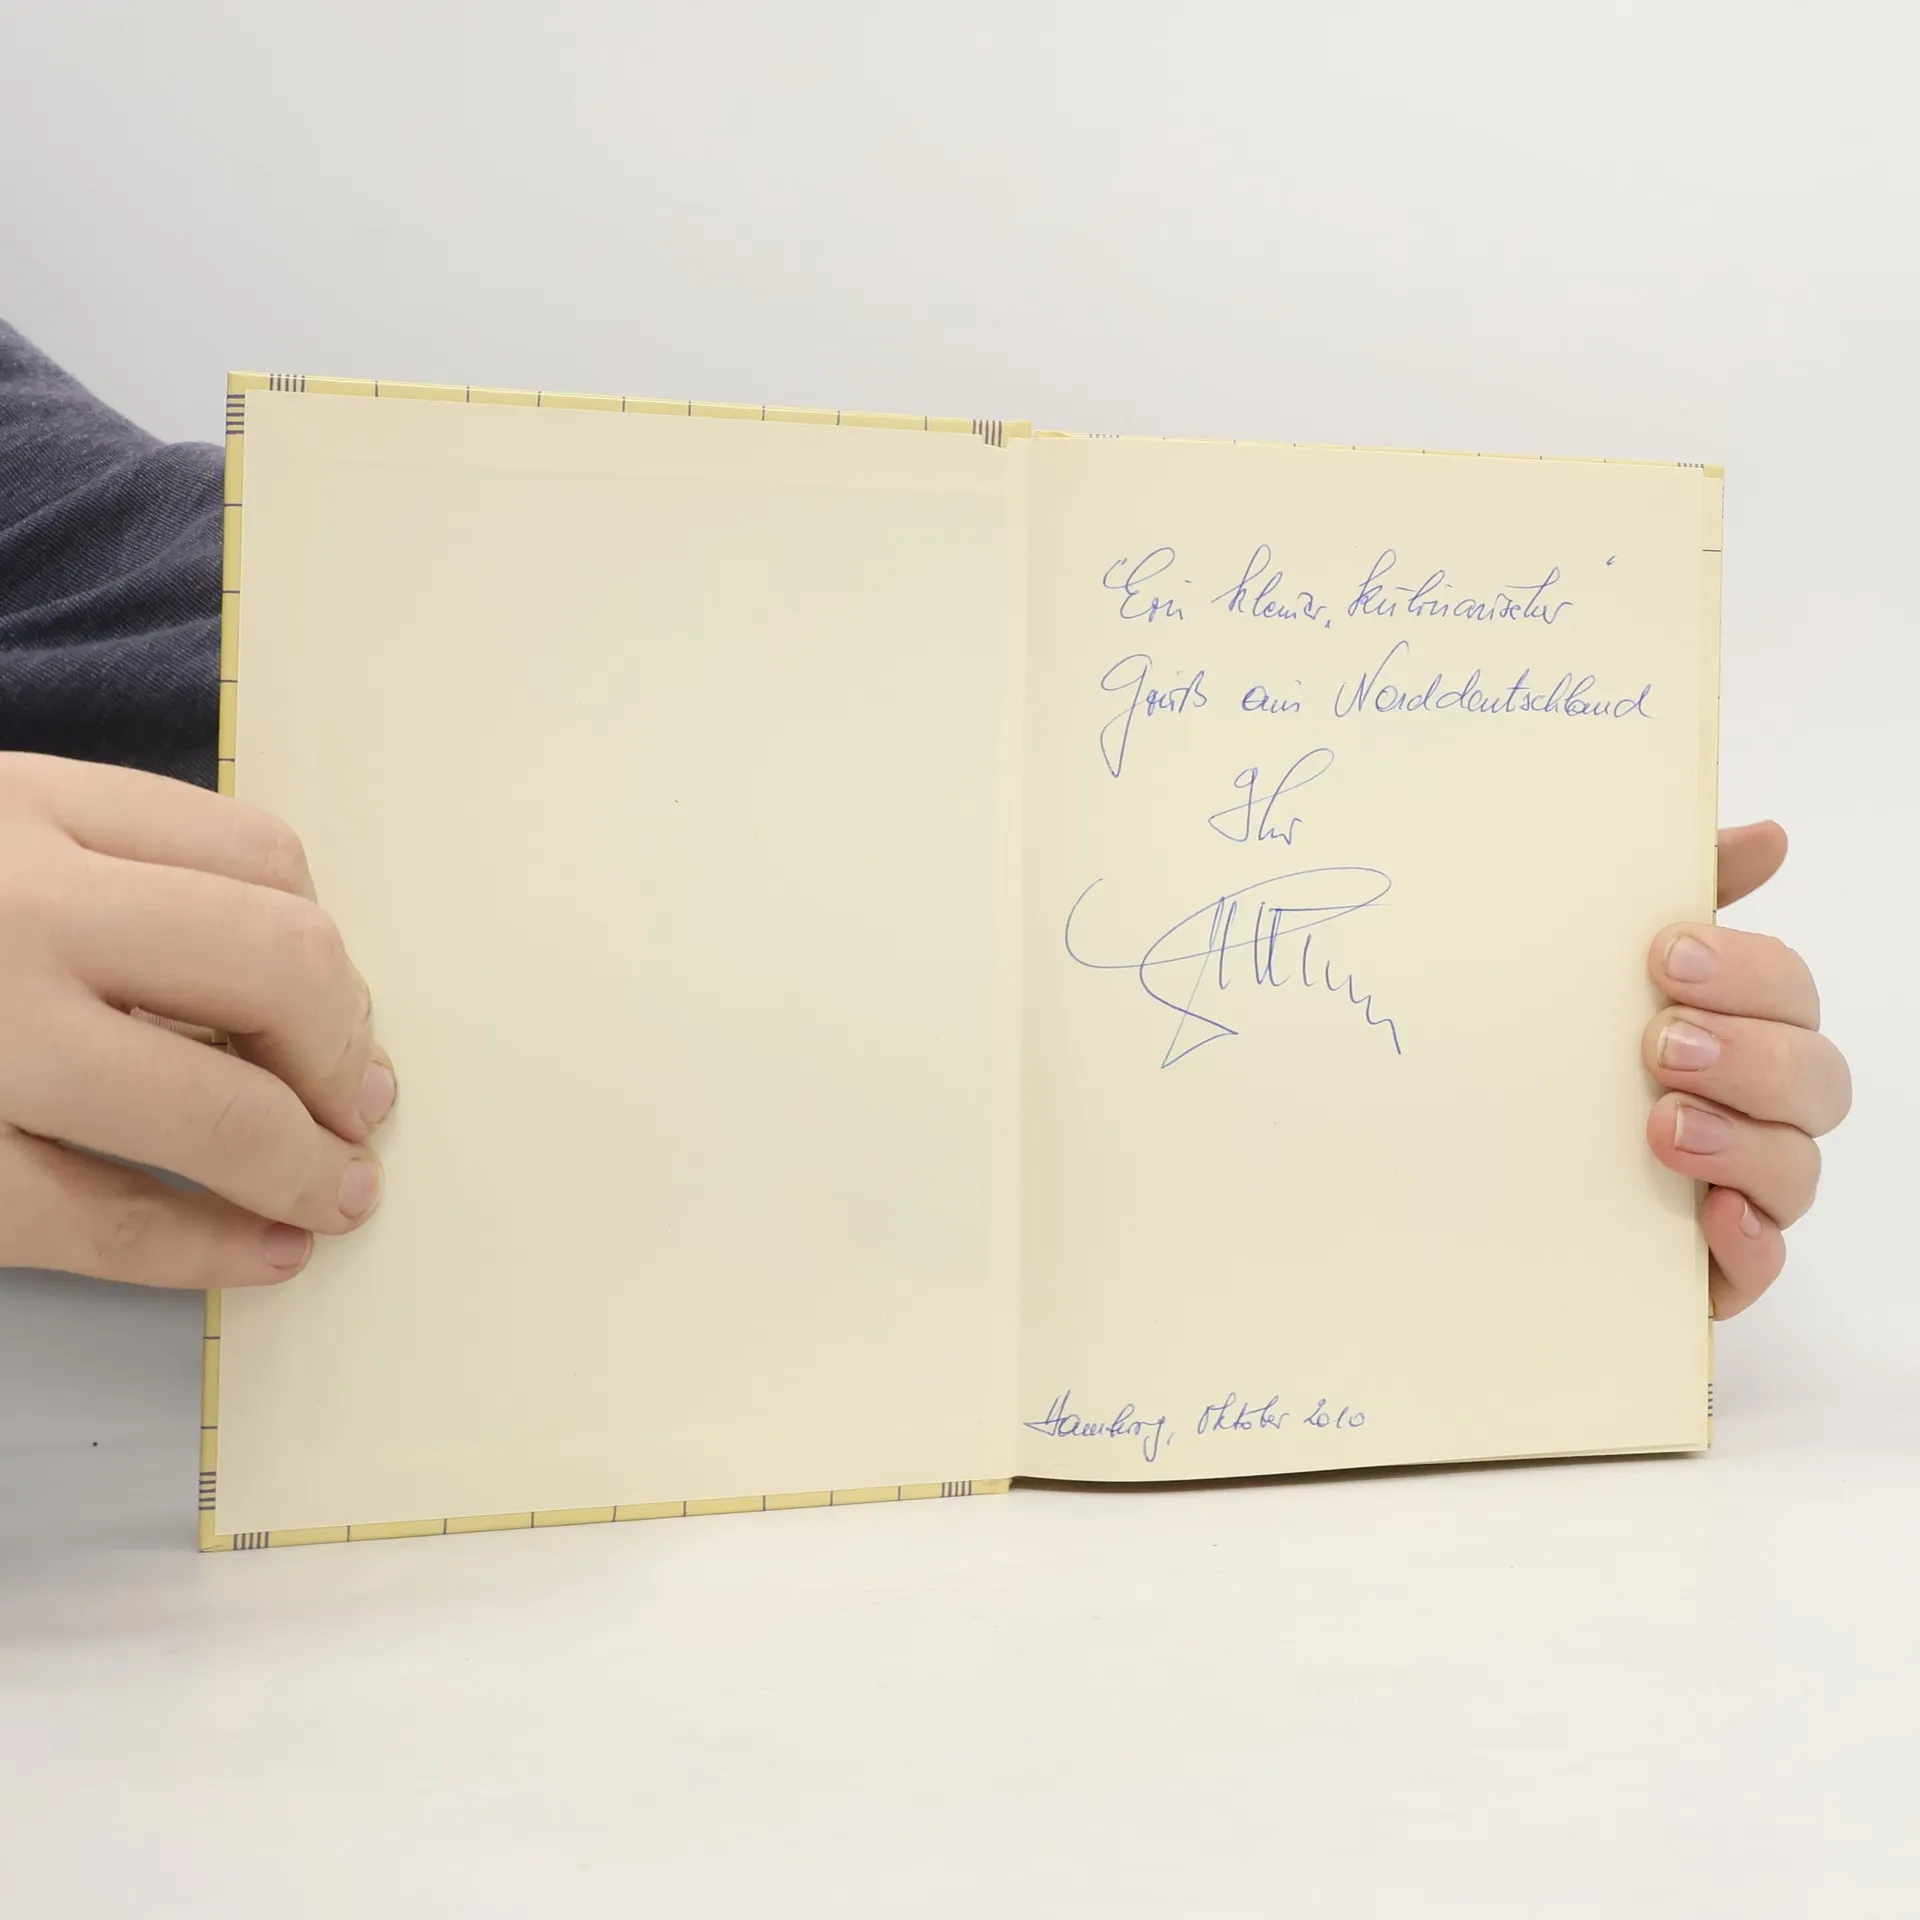 "Ein kleiner, kulinarischer"
Gruß aus Norddeutschland
Ihr
Hamburg, Oktober 2010